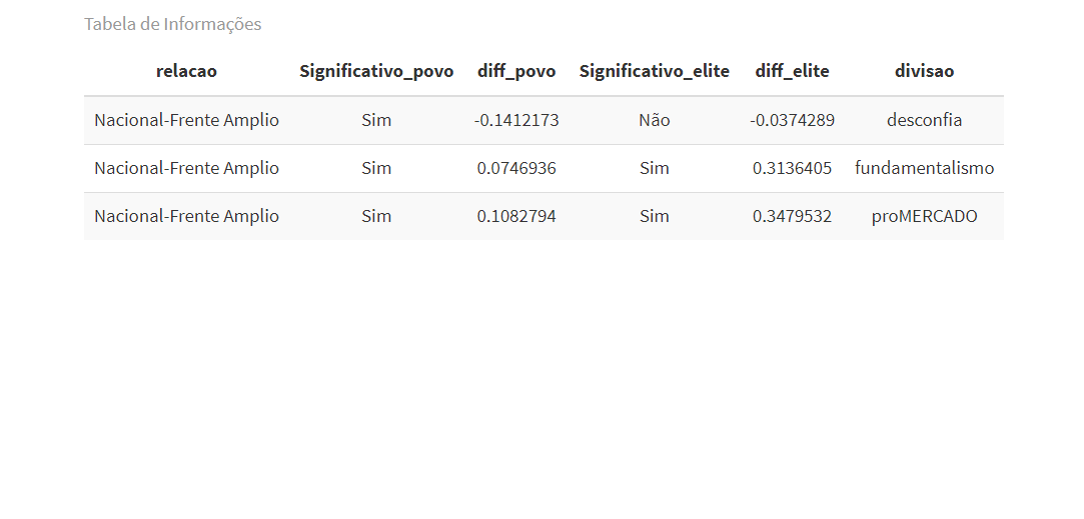 Tabela de Informações
relacao Significativo_povo diff_povo Significativo_elite diff_elite divisao
Nacional-Frente Amplio Sim -0.1412173 Não -0.0374289 desconfia
Nacional-Frente Amplio Sim 0.0746936 Sim 0.3136405 fundamentalismo
Nacional-Frente Amplio Sim 0.1082794 Sim 0.3479532 proMERCADO